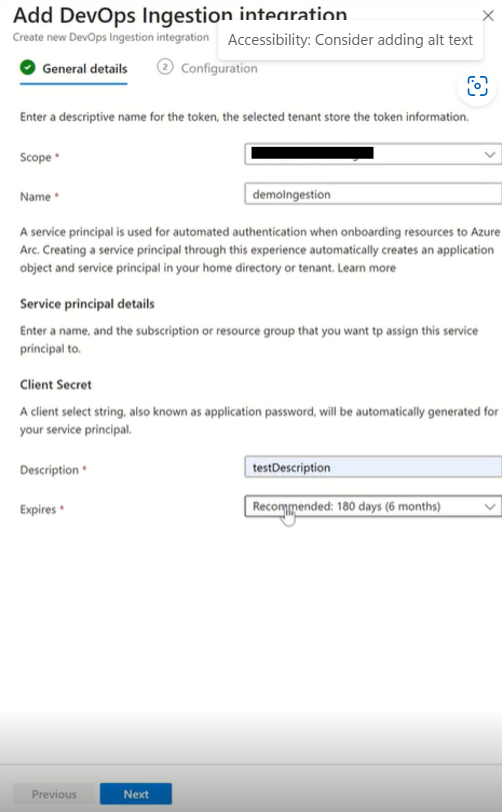 Add DevOps Ingestion integration
Create new DevOps Ingestion integration
Accessibility: Consider adding alt text
General details
2 Configuration
Enter a descriptive name for the token, the selected tenant store the token information.
Scope *
Name *
demoIngestion
A service principal is used for automated authentication when onboarding resources to Azure
Arc. Creating a service principal through this experience automatically creates an application
object and service principal in your home directory or tenant. Learn more
Service principal details
Enter a name, and the subscription or resource group that you want tp assign this service
principal to.
Client Secret
A client select string, also known as application password, will be automatically generated for
your service principal.
Description *
testDescription
Expires *
Recommended: 180 days (6 months)
Previous
Next